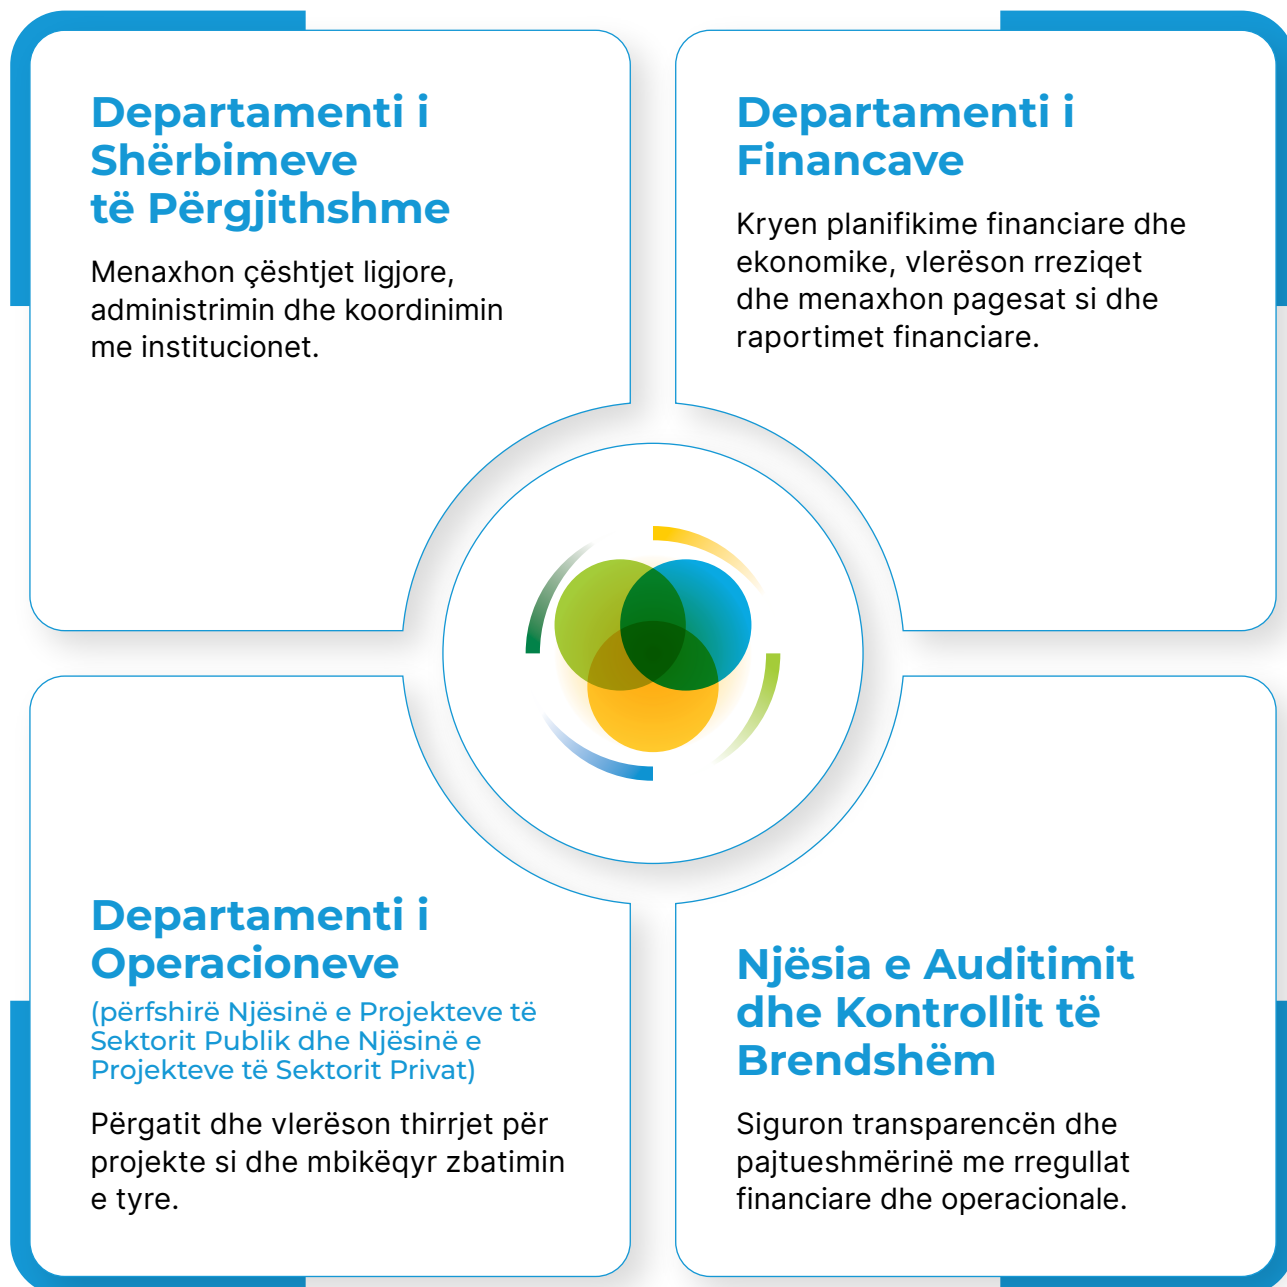 Departamenti i
Shërbimeve
të Përgjithshme
Menaxhon çështjet ligjore,
administrimin dhe koordinimin
me institucionet.
Departamenti i
Financave
Kryen planifikime financiare dhe
ekonomike, vlerëson rreziqet
dhe menaxhon pagesat si dhe
raportimet financiare.
Departamenti i
Operacioneve
(përfshirë Njësinë e Projekteve të
Sektorit Publik dhe Njësinë e
Projekteve të Sektorit Privat)
Përgatit dhe vlerëson thirrjet për
projekte si dhe mbikëqyr zbatimin
e tyre.
Njësia e Auditimit
dhe Kontrollit të
Brendshëm
Siguron transparencën dhe
pajtueshmërinë me rregullat
financiare dhe operacionale.